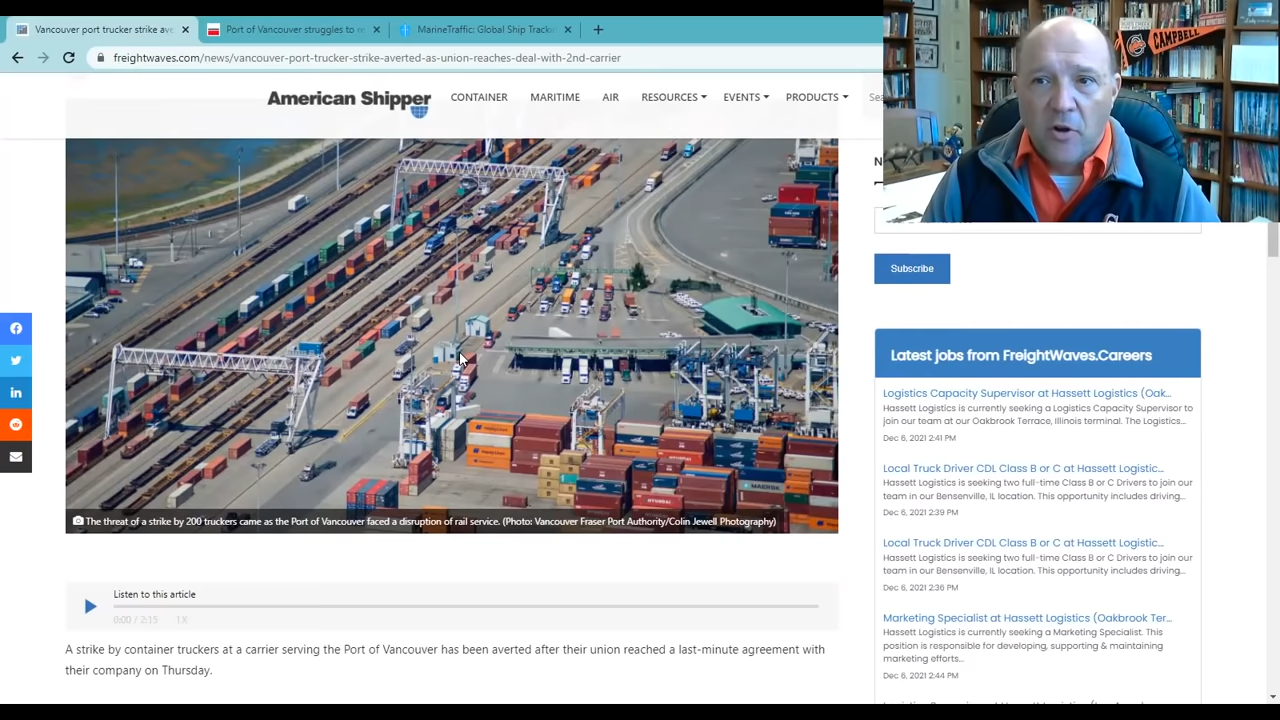 Vancouver port trucker strike ave
Port of Vancouver struggles to re
MarineTraffic: Global Ship Trackin
freightwaves.com/news/vancouver-port-trucker-strike-averted-as-union-reaches-deal-with-2nd-carrier
CAMPBELL
American Shipper
CONTAINER
MARITIME
AIR
RESOURCES
EVENTS
PRODUCTS
Sea
Subscribe
Latest jobs from FreightWaves.Careers
Logistics Capacity Supervisor at Hassett Logistics (Oak...
Hassett Logistics is currently seeking a Logistics Capacity Supervisor to
join our team at our Oakbrook Terrace, Illinois terminal. The Logistics...
Dec 6, 2021 2:41 PM
Local Truck Driver CDL Class B or C at Hassett Logistic...
Hassett Logistics is seeking two full-time Class B or C Drivers to join our
team in our Bensenville, IL location. This opportunity includes driving...
Dec 6, 2021 2:39 PM
Local Truck Driver CDL Class B or C at Hassett Logistic...
Hassett Logistics is seeking two full-time Class B or C Drivers to join our
team in our Bensenville, IL location. This opportunity includes driving...
Dec 6, 2021 2:36 PM
Marketing Specialist at Hassett Logistics (Oakbrook Ter...
Hassett Logistics is currently seeking a Marketing Specialist. This
position is responsible for developing, supporting & maintaining
marketing efforts...
Dec 6, 2021 2:44 PM
The threat of a strike by 200 truckers came as the Port of Vancouver faced a disruption of rail service. (Photo: Vancouver Fraser Port Authority/Colin Jewell Photography)
Listen to this article
0:00 / 2:15
1X
A strike by container truckers at a carrier serving the Port of Vancouver has been averted after their union reached a last-minute agreement with
their company on Thursday.